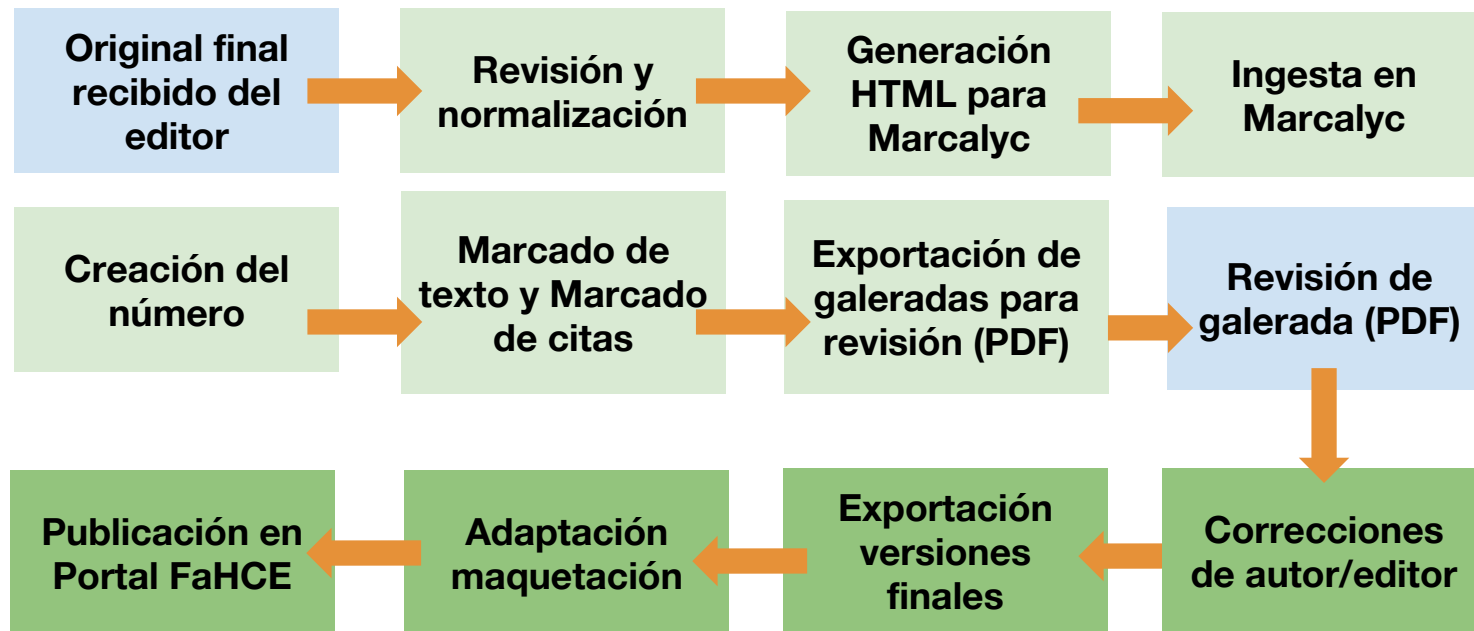 Original final
recibido del
editor
Revisión y
normalización
Generación
HTML para
Marcalyc
Ingesta en
Marcalyc
Creación del
número
Marcado de
texto y Marcado
de citas
Exportación de
galeradas para
revisión (PDF)
Revisión de
galerada (PDF)
Publicación en
Portal FaHCE
Adaptación
maquetación
Exportación
versiones
finales
Correcciones
de autor/editor